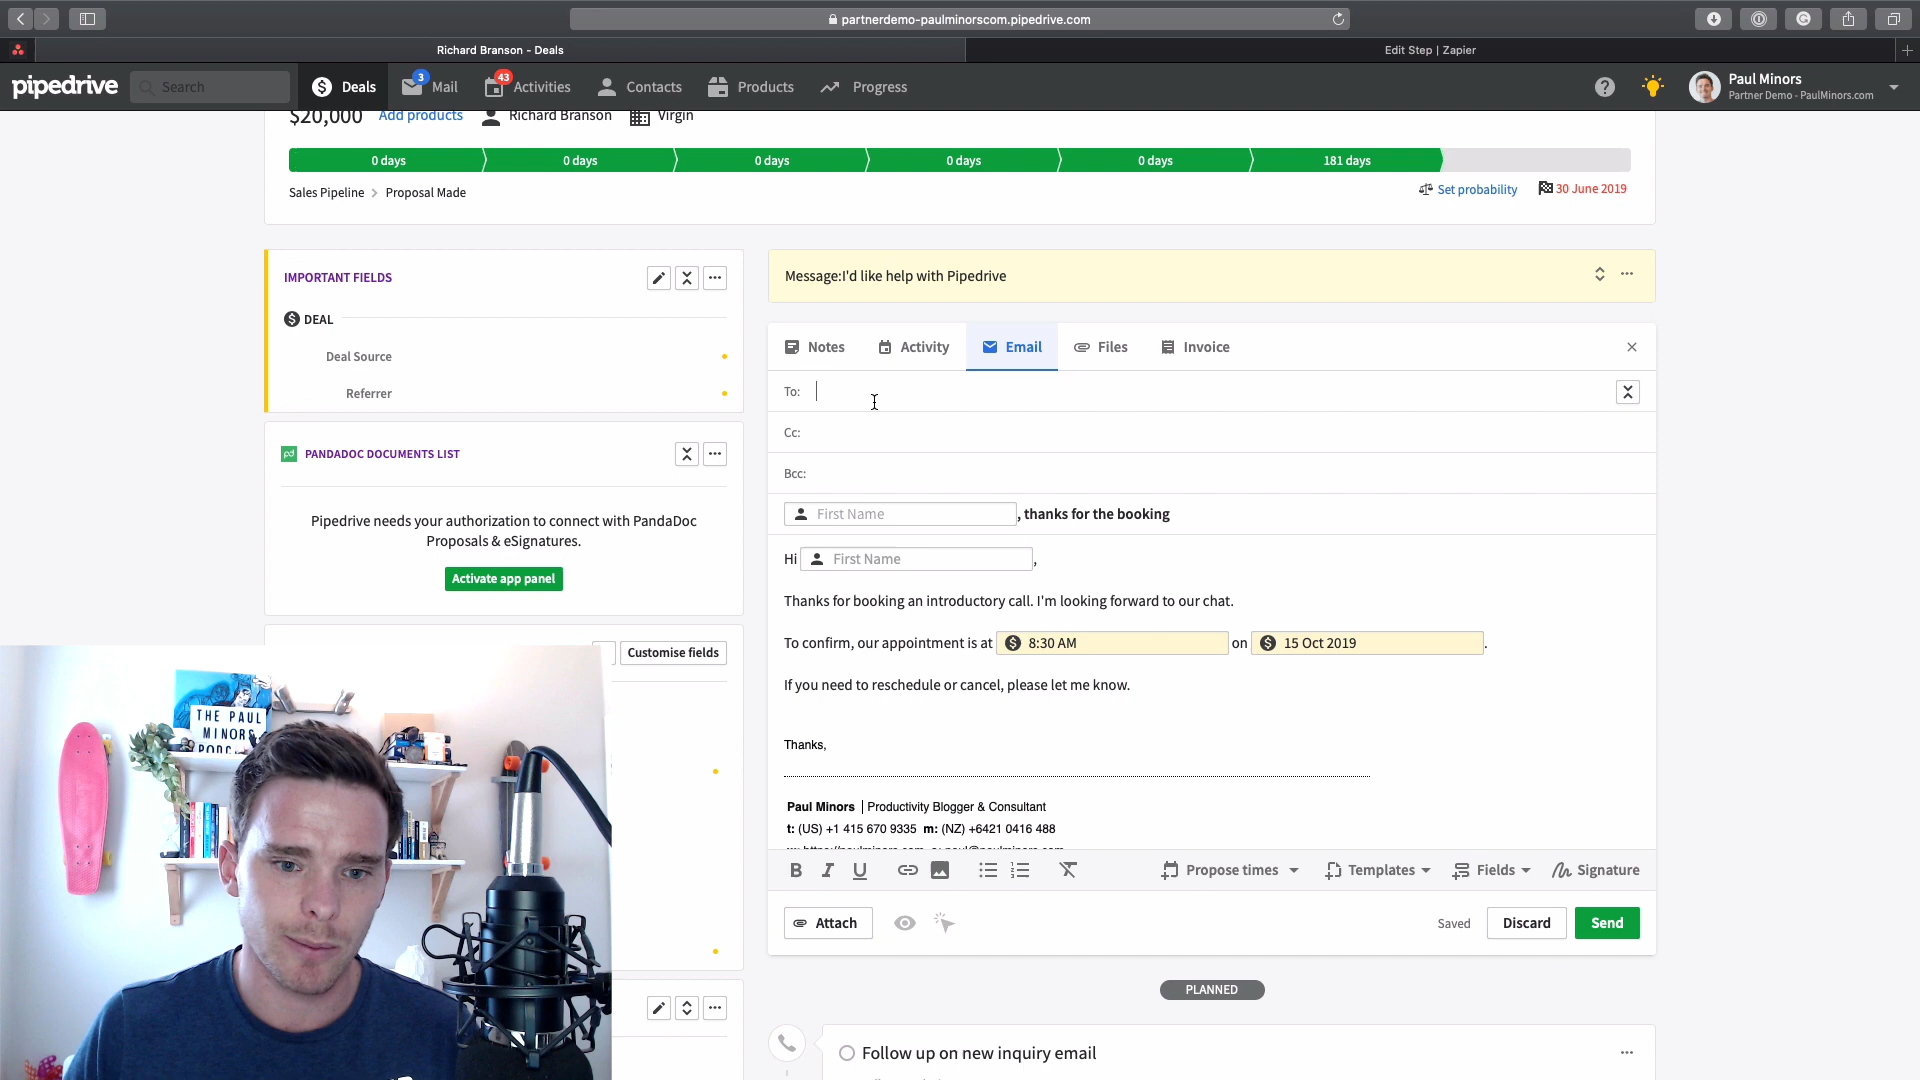 partnerdemo-paulminorscom.pipedrive.com
Richard Branson - Deals
Edit Step | Zapier
pipedrive
Search
Deals
3
Mail
43
Activities
Contacts
Products
Progress
Paul Minors
Partner Demo - PaulMinors.com
$20,000
Add products
Richard Branson
Virgin
0 days
0 days
0 days
0 days
0 days
181 days
Sales Pipeline > Proposal Made
Set probability
30 June 2019
IMPORTANT FIELDS
DEAL
Deal Source
Referrer
pd PANDADOC DOCUMENTS LIST
Pipedrive needs your authorization to connect with PandaDoc
Proposals & eSignatures.
Activate app panel
Customise fields
Message:I'd like help with Pipedrive
Notes
Activity
Email
Files
Invoice
To:
Cc:
Bcc:
First Name , thanks for the booking
Hi First Name ,
Thanks for booking an introductory call. I'm looking forward to our chat.
To confirm, our appointment is at 8:30 AM on 15 Oct 2019 .
If you need to reschedule or cancel, please let me know.
Thanks,
Paul Minors | Productivity Blogger & Consultant
t: (US) +1 415 670 9335 m: (NZ) +6421 0416 488
B I U
Propose times
Templates
Fields
Signature
Attach
Saved
Discard
Send
PLANNED
Follow up on new inquiry email
THE PAUL
MINORS